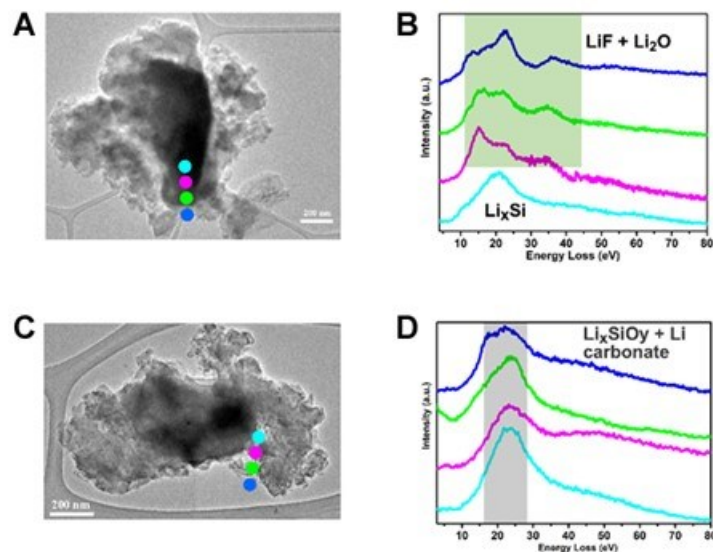 A
200 nm
B
LiF + Li₂O
LiₓSi
Intensity (a.u.)
10 20 30 40 50 60 70 80
Energy Loss (eV)
C
200 nm
D
LiₓSiOy + Li
carbonate
Intensity (a.u.)
10 20 30 40 50 60 70 80
Energy Loss (eV)